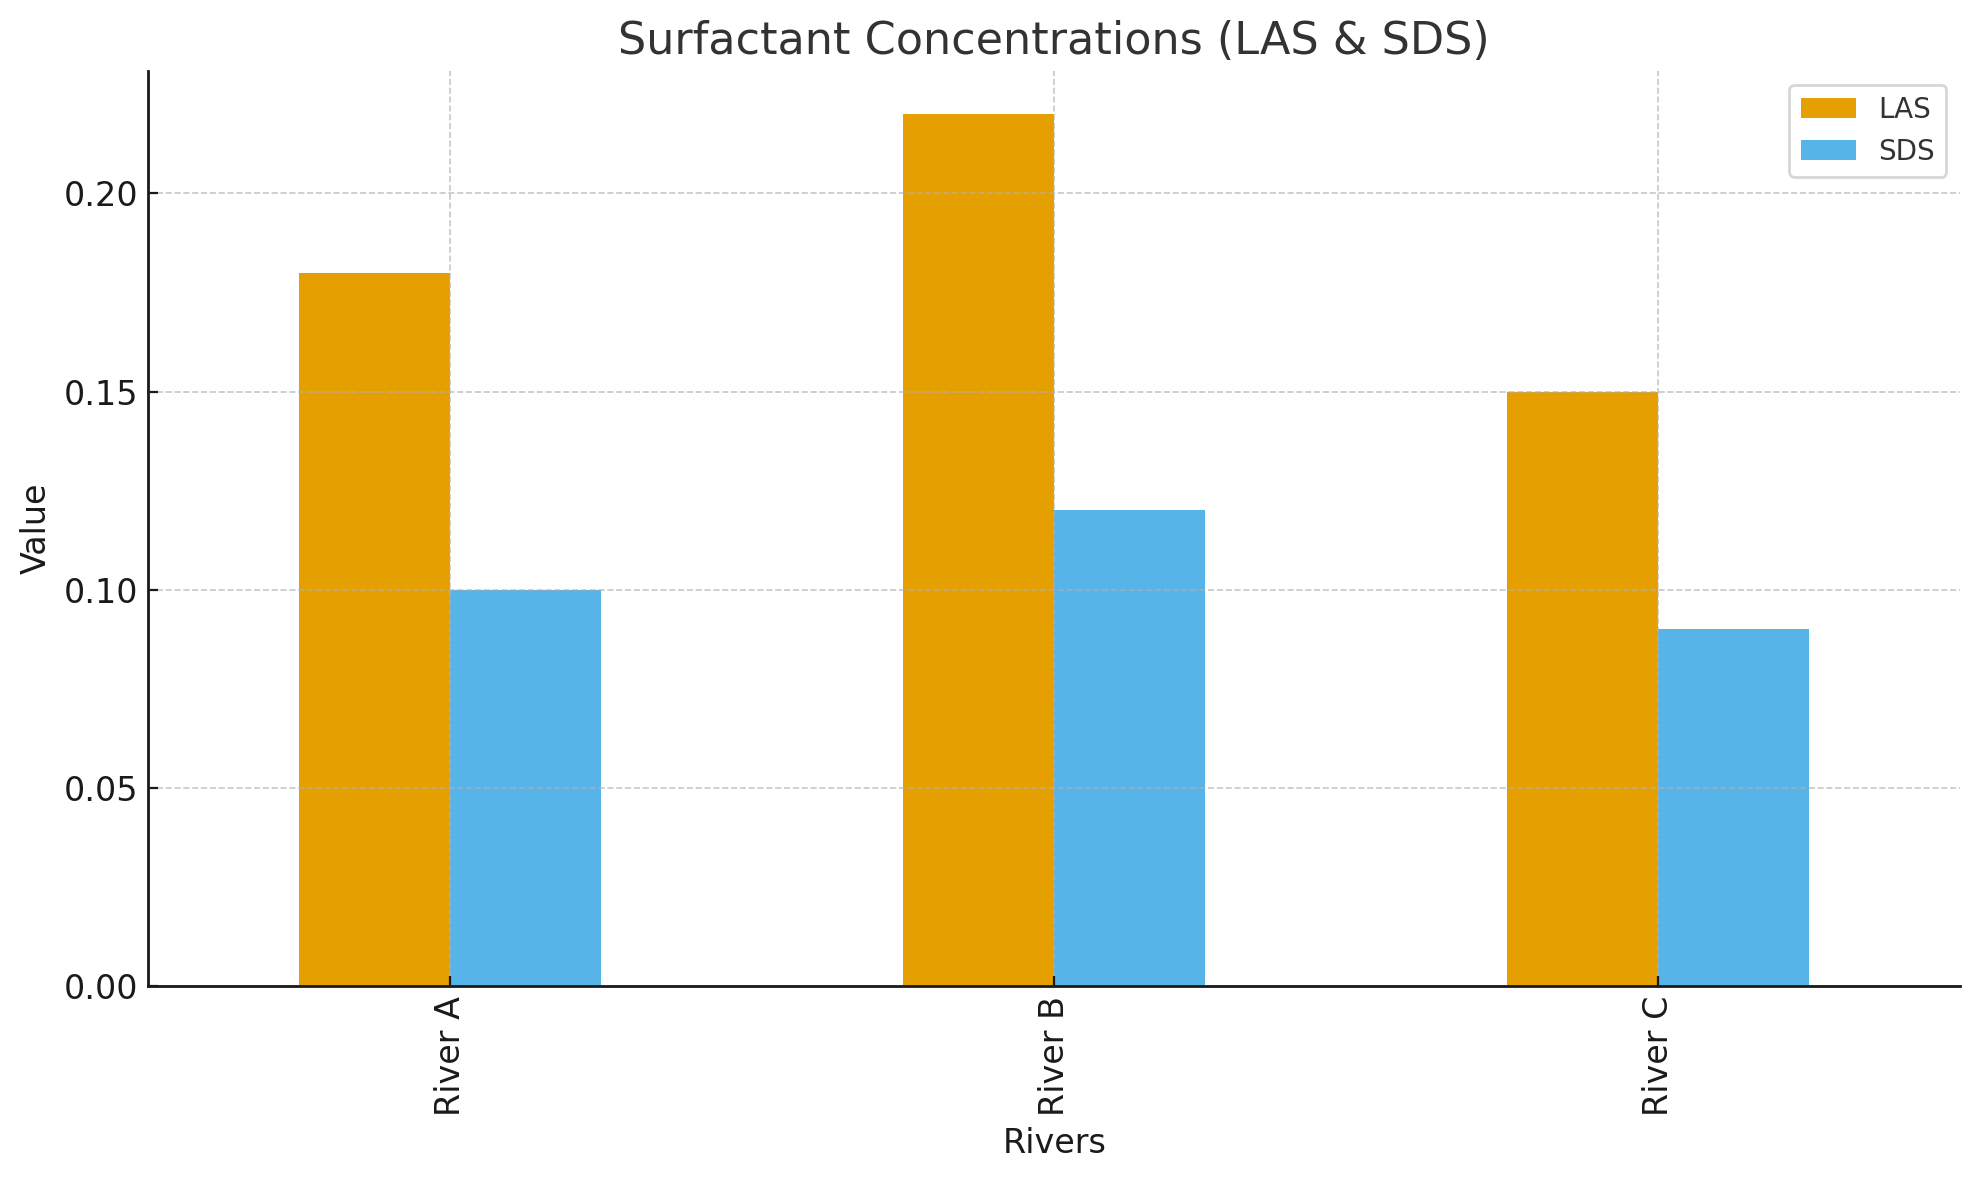 Surfactant Concentrations (LAS & SDS)
LAS
SDS
Value
0.20
0.15
0.10
0.05
0.00
River A
River B
River C
Rivers